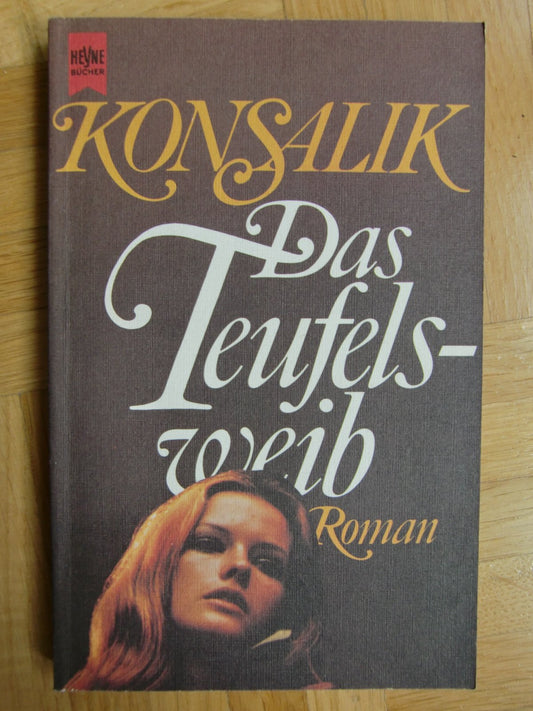 HEYNE
BÜCHER
KONSALIK
Das
Teufels-
weib
Roman